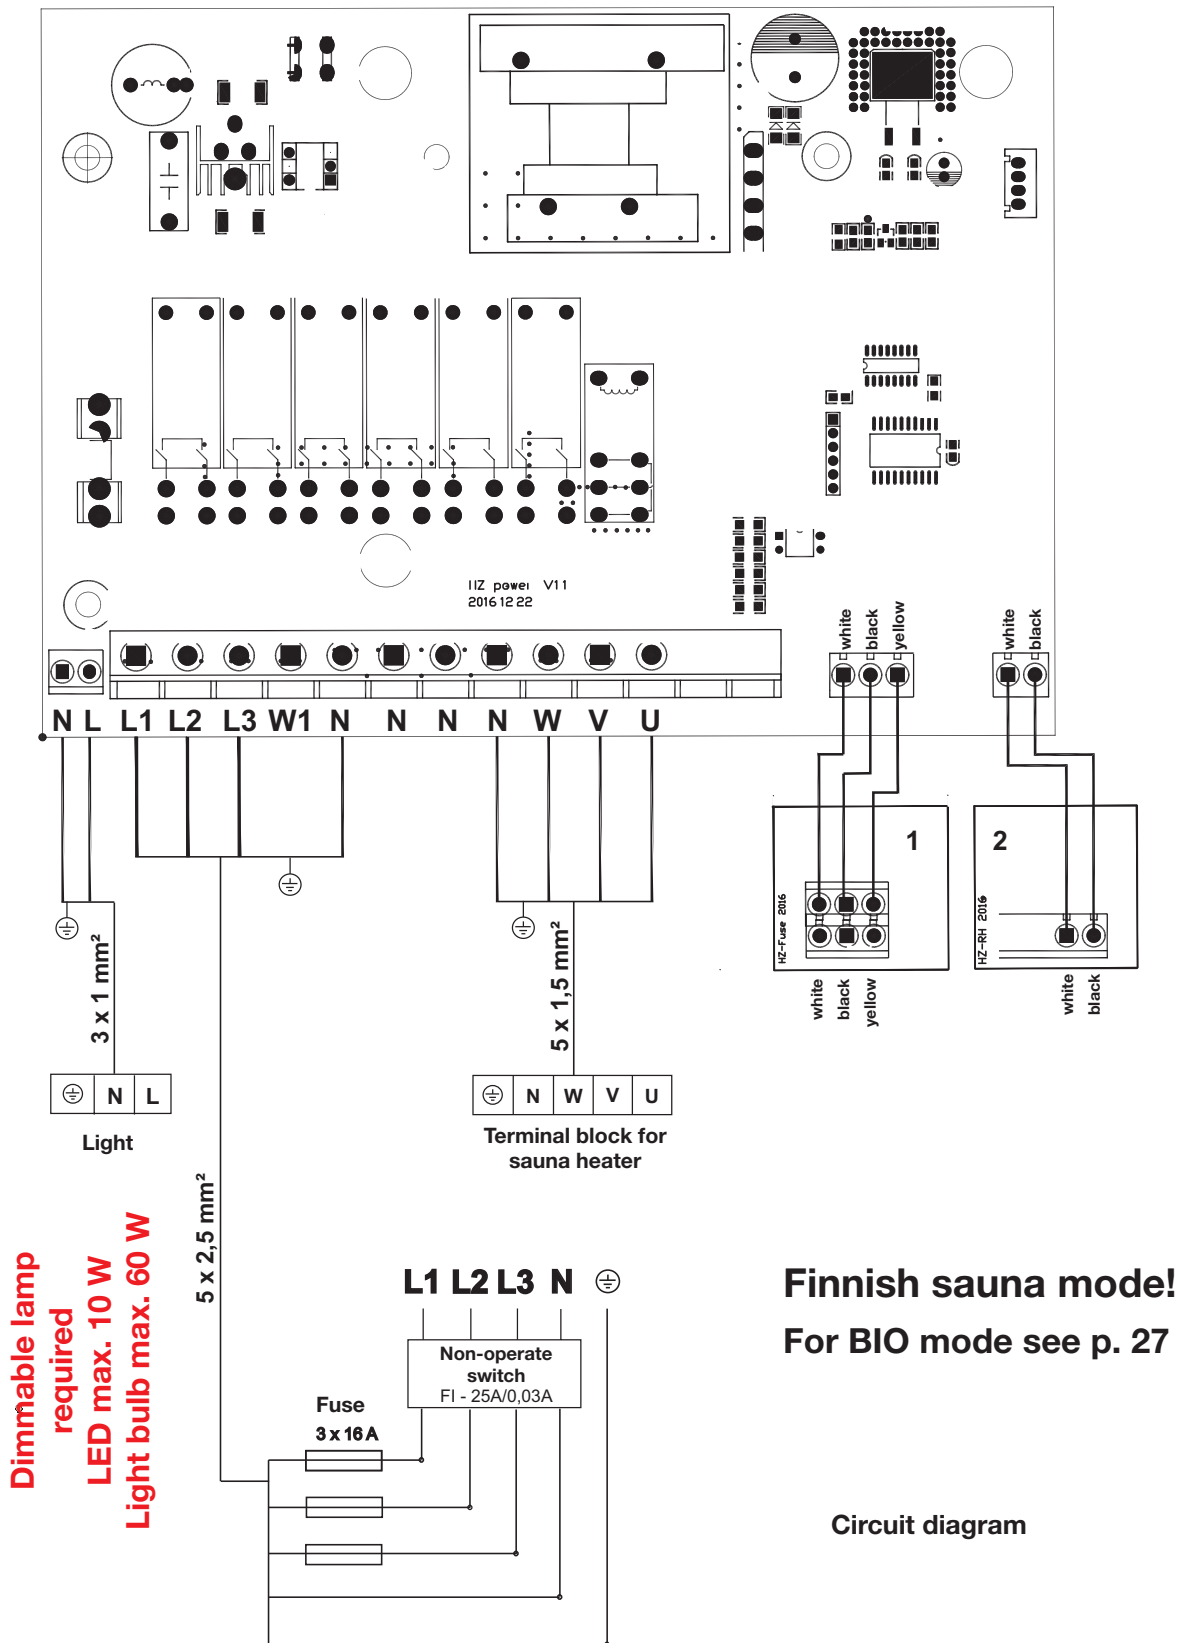 IIZ power V11
2016 12 22
white
black
yellow
white
black
N L L1 L2 L3 W1 N N N N W V U
1
2
HZ-Fuse 2016
HZ-RH 2016
white
black
yellow
white
black
3 x 1 mm²
5 x 1,5 mm²
N L
Light
N W V U
Terminal block for
sauna heater
5 x 2,5 mm²
Dimmable lamp
required
LED max. 10 W
Light bulb max. 60 W
L1 L2 L3 N
Non-operate
switch
FI - 25A/0,03A
Fuse
3 x 16 A
Finnish sauna mode!
For BIO mode see p. 27
Circuit diagram